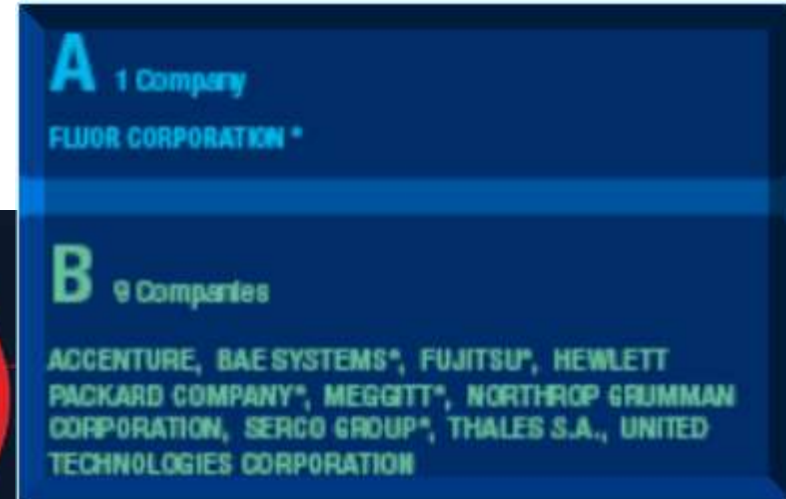 A 1 Company
FLUOR CORPORATION *
B 9 Companies
ACCENTURE, BAE SYSTEMS*, FUJITSU*, HEWLETT
PACKARD COMPANY*, MEGGITT*, NORTHROP GRUMMAN
CORPORATION, SERCO GROUP*, THALES S.A., UNITED
TECHNOLOGIES CORPORATION